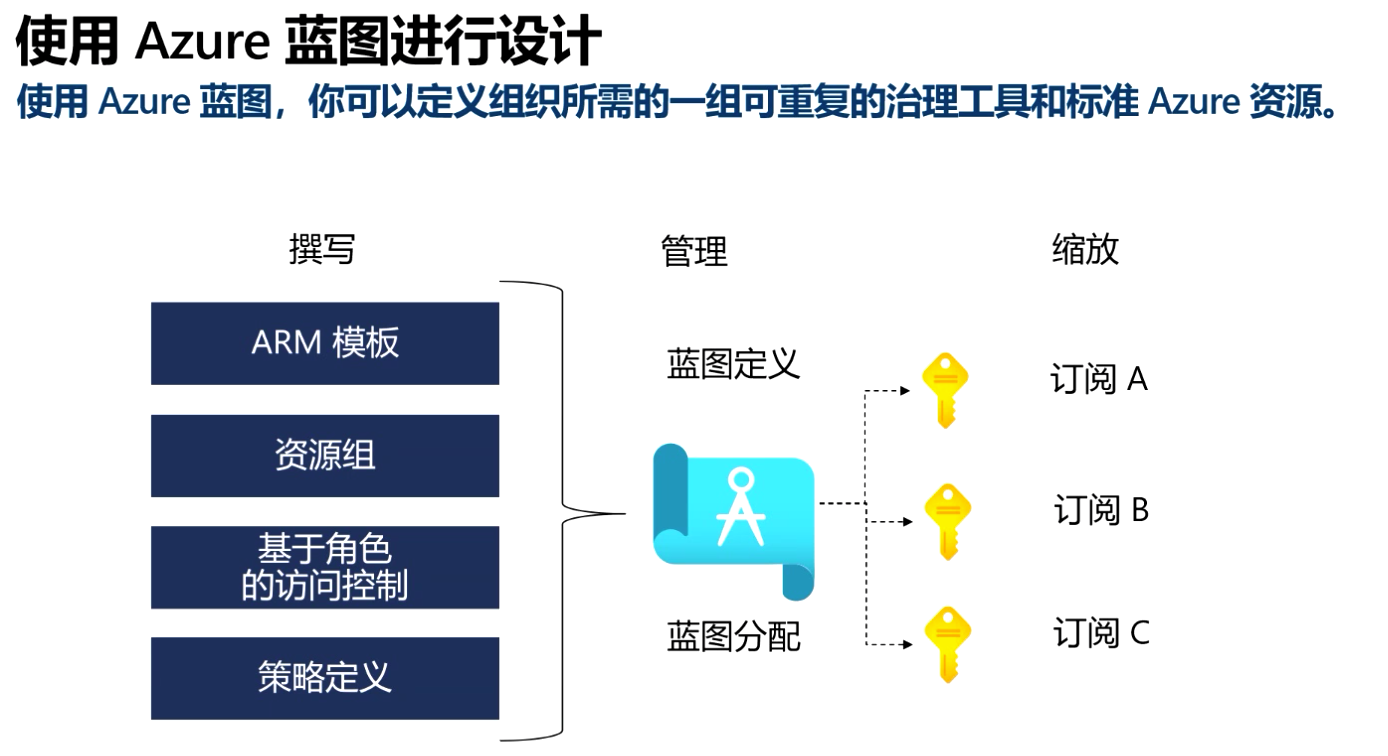 使用 Azure 蓝图进行设计
使用 Azure 蓝图，你可以定义组织所需的一组可重复的治理工具和标准 Azure 资源。
撰写
管理
缩放
ARM 模板
资源组
基于角色
的访问控制
策略定义
蓝图定义
蓝图分配
订阅 A
订阅 B
订阅 C